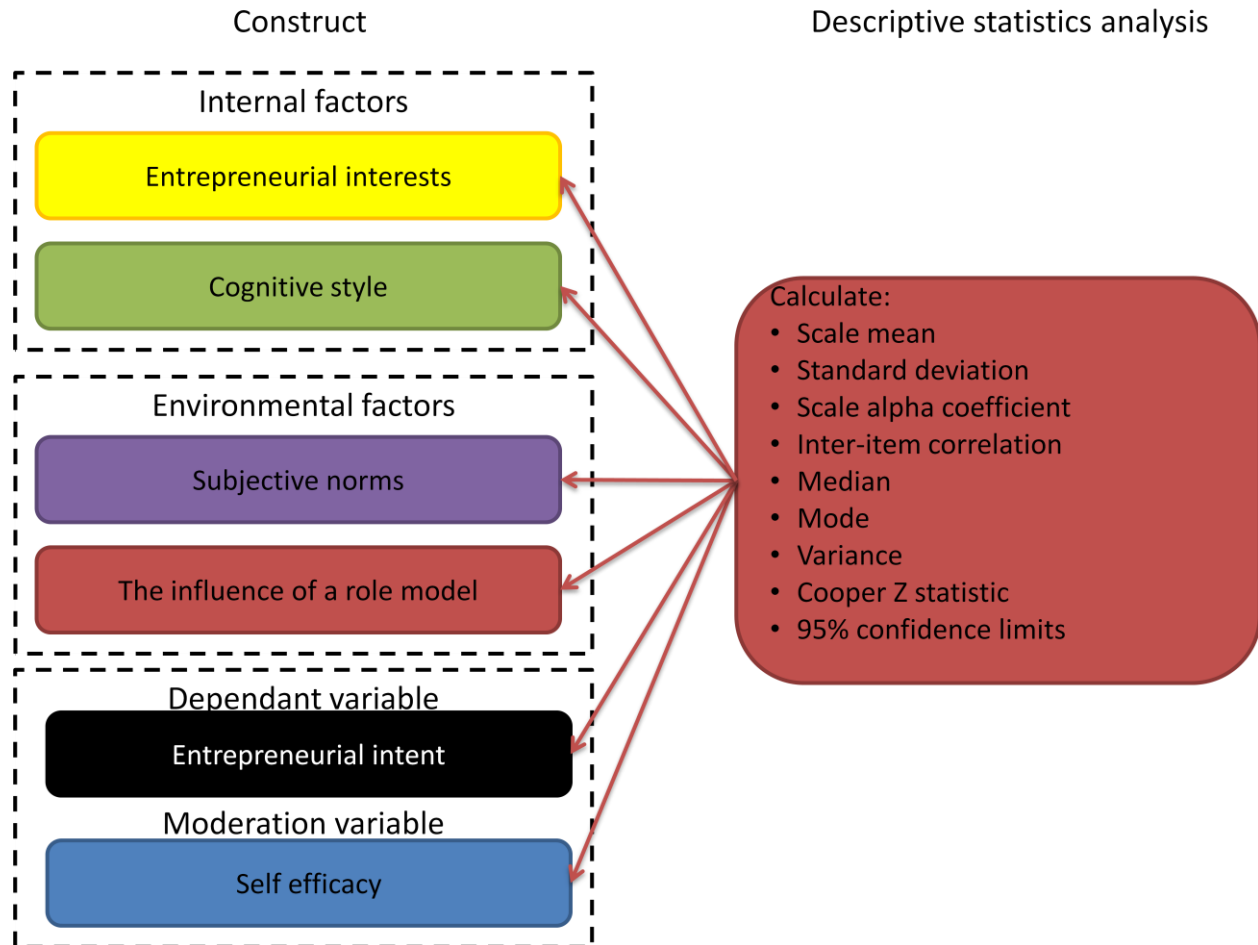 Construct
Descriptive statistics analysis
Internal factors
Entrepreneurial interests
Cognitive style
Environmental factors
Subjective norms
The influence of a role model
Dependant variable
Entrepreneurial intent
Moderation variable
Self efficacy
Calculate:
• Scale mean
• Standard deviation
• Scale alpha coefficient
• Inter-item correlation
• Median
• Mode
• Variance
• Cooper Z statistic
• 95% confidence limits